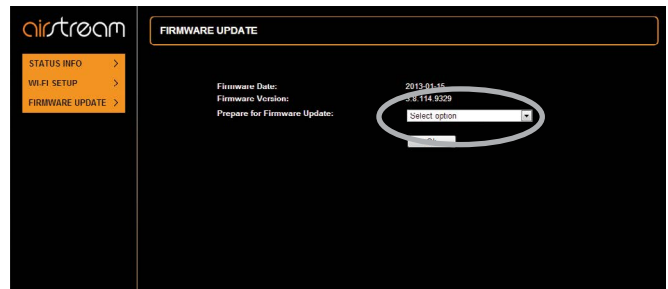 airstream
FIRMWARE UPDATE
STATUS INFO >
WI-FI SETUP >
FIRMWARE UPDATE >
Firmware Date: 2013-01-15
Firmware Version: 5.8.114.9329
Prepare for Firmware Update: Select option